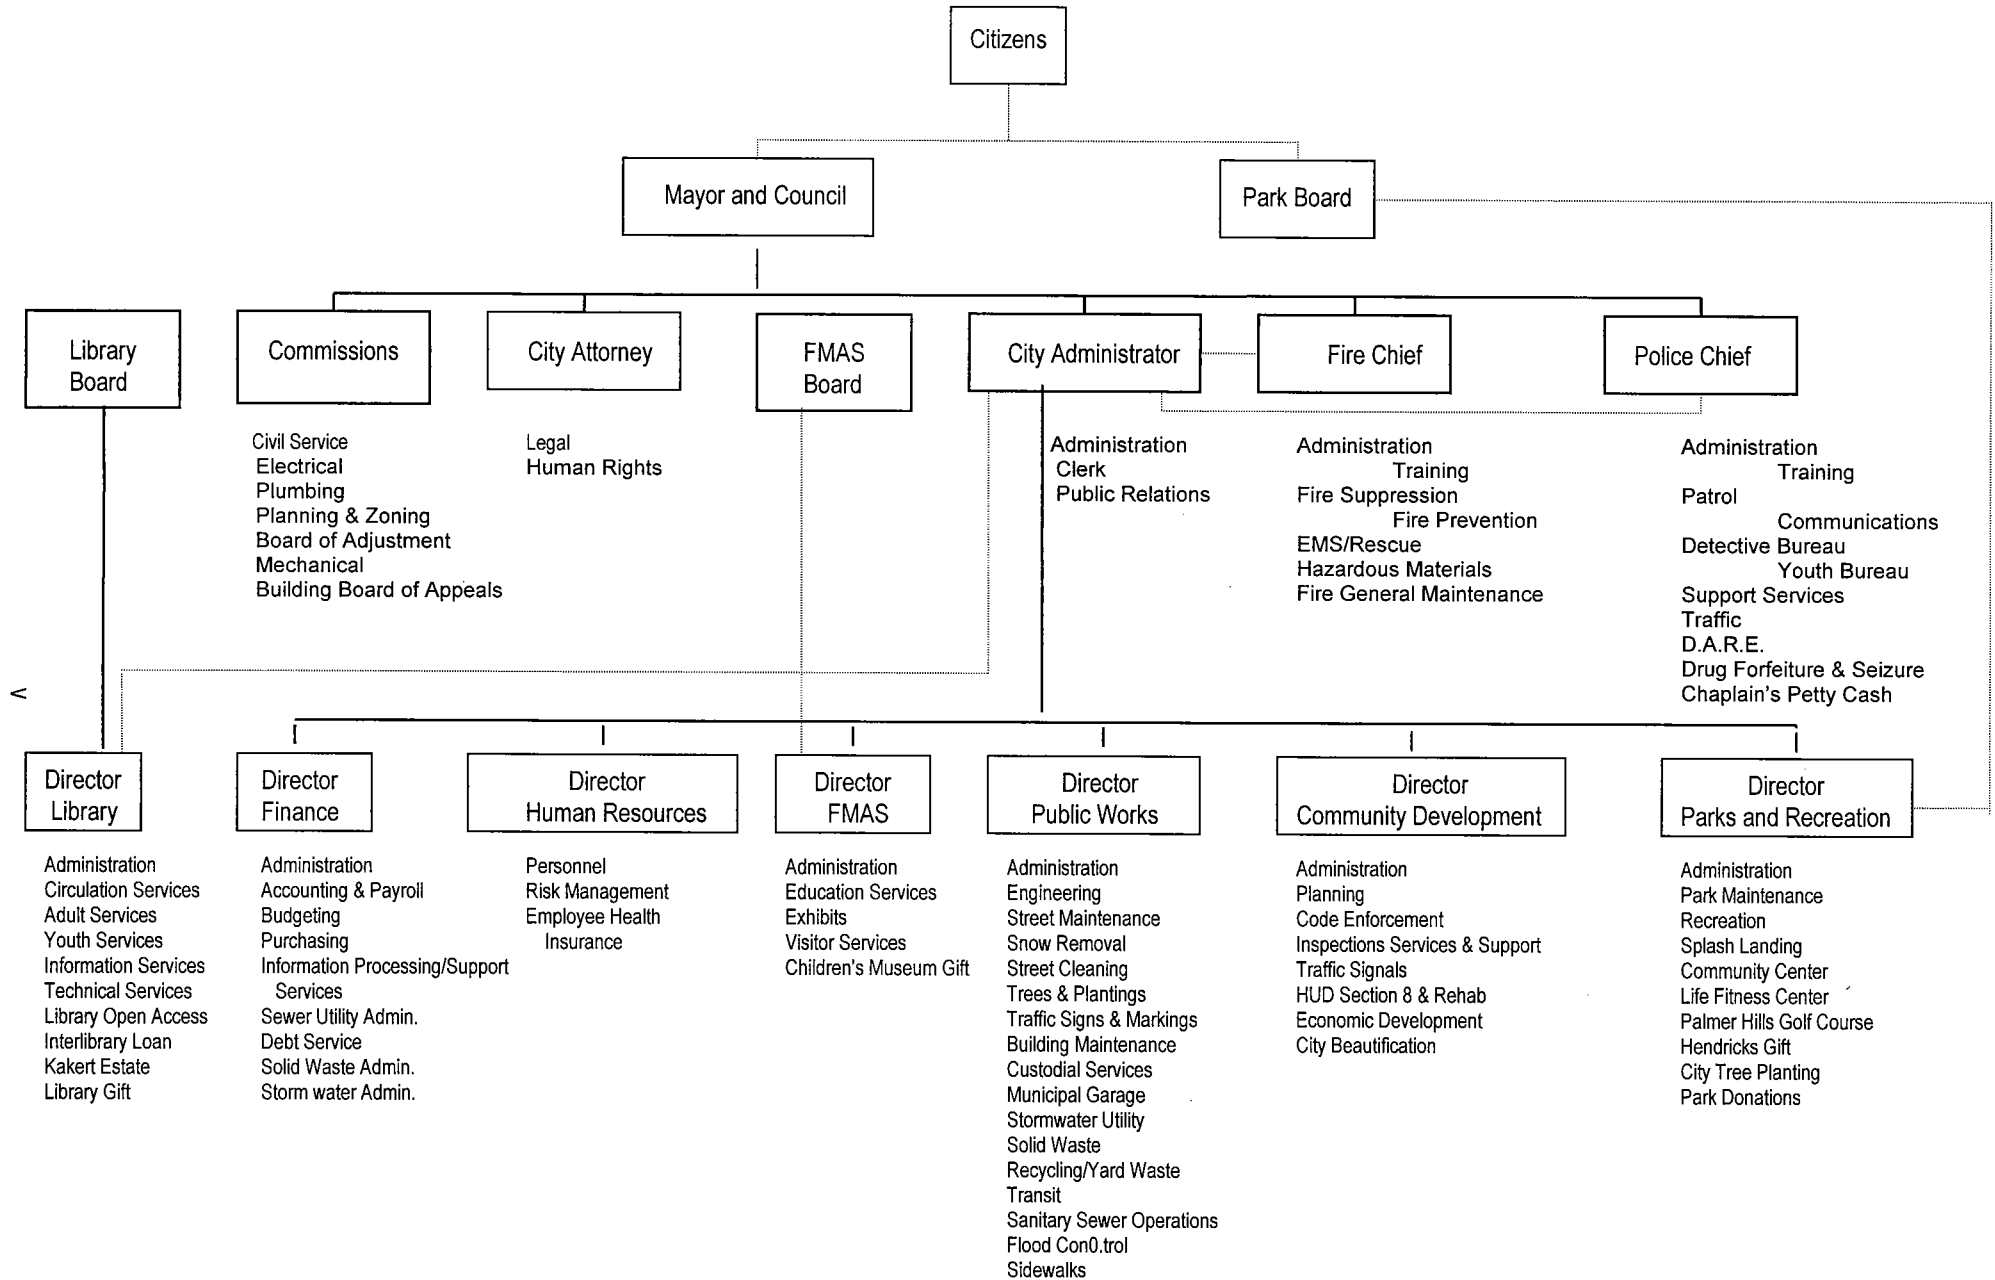 Citizens
Mayor and Council
Park Board
Library
Board
Commissions
City Attorney
FMAS
Board
City Administrator
Fire Chief
Police Chief
Civil Service
Electrical
Plumbing
Planning & Zoning
Board of Adjustment
Mechanical
Building Board of Appeals
Legal
Human Rights
Administration
Clerk
Public Relations
Administration
Training
Fire Suppression
Fire Prevention
EMS/Rescue
Hazardous Materials
Fire General Maintenance
Administration
Training
Patrol
Communications
Detective Bureau
Youth Bureau
Support Services
Traffic
D.A.R.E.
Drug Forfeiture & Seizure
Chaplain's Petty Cash
<
Director
Library
Administration
Circulation Services
Adult Services
Youth Services
Information Services
Technical Services
Library Open Access
Interlibrary Loan
Kakert Estate
Library Gift
Director
Finance
Administration
Accounting & Payroll
Budgeting
Purchasing
Information Processing/Support
Services
Sewer Utility Admin.
Debt Service
Solid Waste Admin.
Storm water Admin.
Director
Human Resources
Personnel
Risk Management
Employee Health
Insurance
Director
FMAS
Administration
Education Services
Exhibits
Visitor Services
Children's Museum Gift
Director
Public Works
Administration
Engineering
Street Maintenance
Snow Removal
Street Cleaning
Trees & Plantings
Traffic Signs & Markings
Building Maintenance
Custodial Services
Municipal Garage
Stormwater Utility
Solid Waste
Recycling/Yard Waste
Transit
Sanitary Sewer Operations
Flood Con0.trol
Sidewalks
Director
Community Development
Administration
Planning
Code Enforcement
Inspections Services & Support
Traffic Signals
HUD Section 8 & Rehab
Economic Development
City Beautification
Director
Parks and Recreation
Administration
Park Maintenance
Recreation
Splash Landing
Community Center
Life Fitness Center
Palmer Hills Golf Course
Hendricks Gift
City Tree Planting
Park Donations